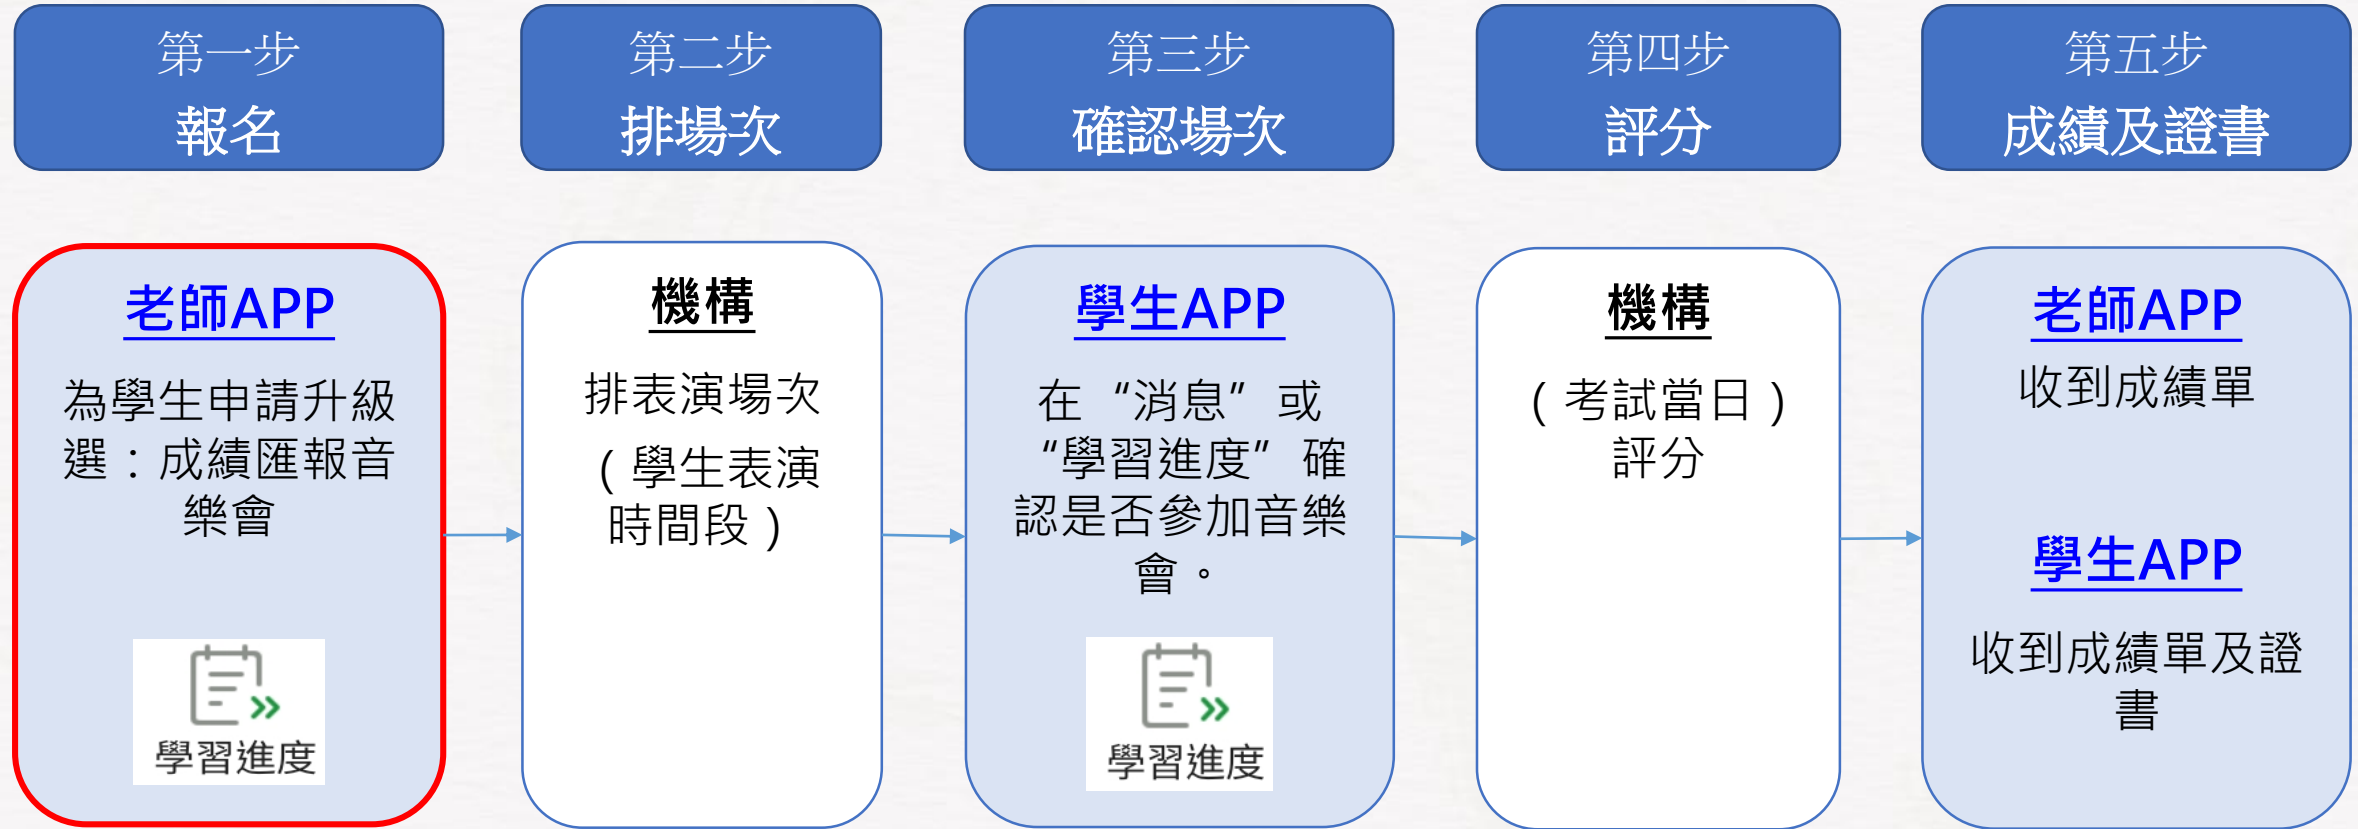 第一步
報名
第二步
排場次
第三步
確認場次
第四步
評分
第五步
成績及證書
老師APP
為學生申請升級
選：成績匯報音
樂會
學習進度
機構
排表演場次
（學生表演
時間段）
學生APP
在“消息”或
“學習進度”確
認是否參加音樂
會。
學習進度
機構
（考試當日）
評分
老師APP
收到成績單
學生APP
收到成績單及證
書